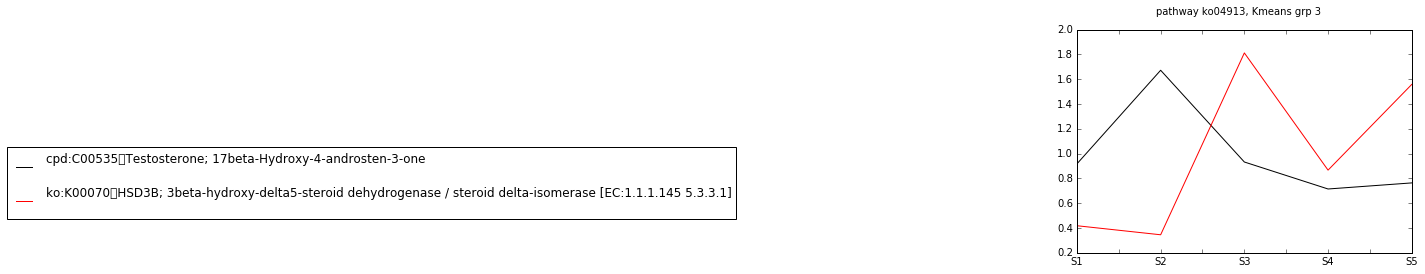 pathway ko04913, Kmeans grp 3
cpd:C00535▯Testosterone; 17beta-Hydroxy-4-androsten-3-one
ko:K00070▯HSD3B; 3beta-hydroxy-delta5-steroid dehydrogenase / steroid delta-isomerase [EC:1.1.1.145 5.3.3.1]
2.0
1.8
1.6
1.4
1.2
1.0
0.8
0.6
0.4
0.2
S1 S2 S3 S4 S5